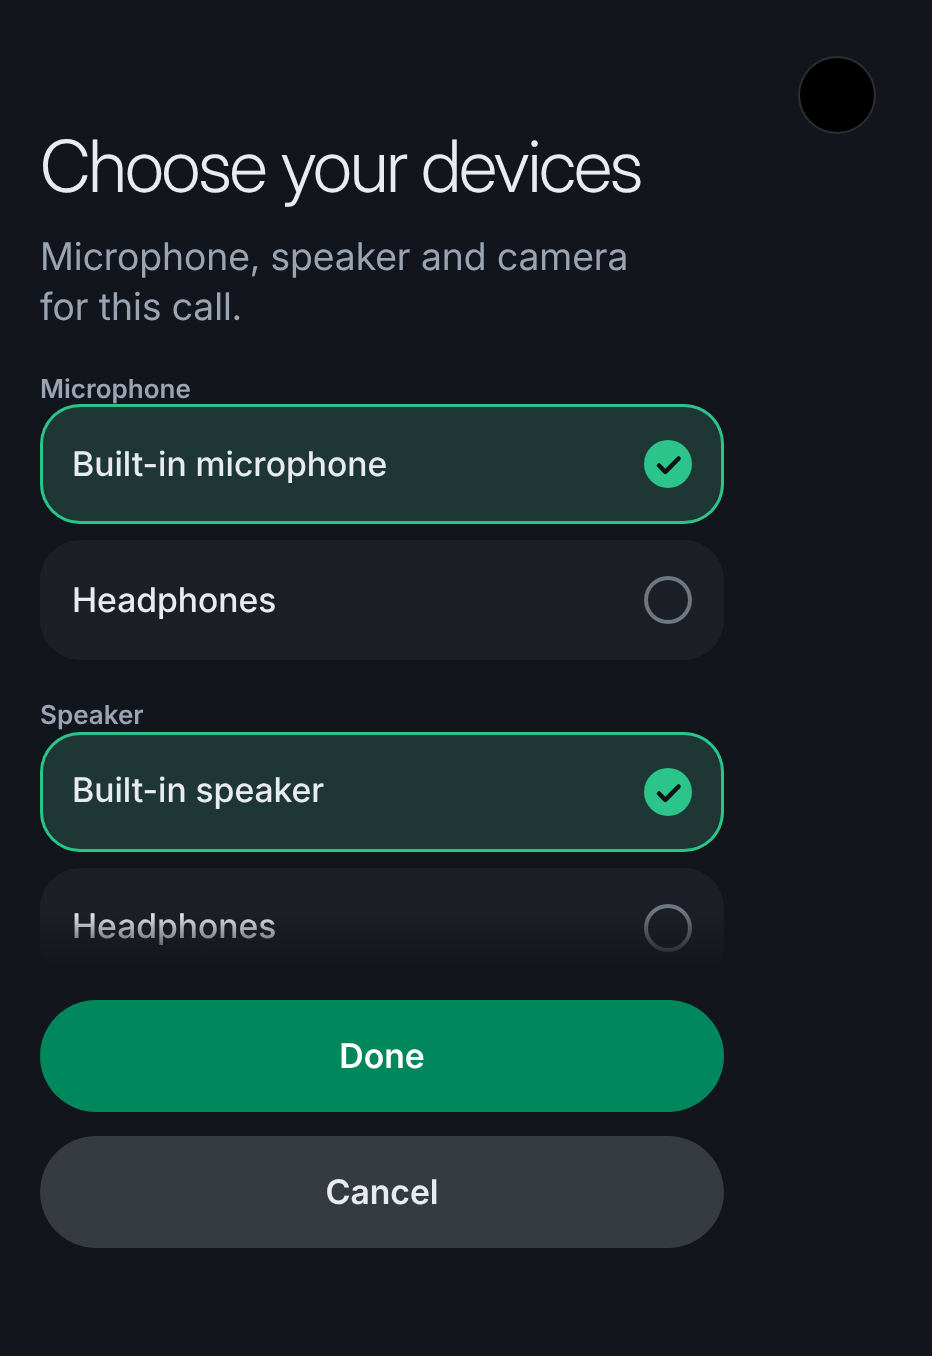 Choose your devices
Microphone, speaker and camera
for this call.
Microphone
Built-in microphone
Headphones
Speaker
Built-in speaker
Headphones
Done
Cancel